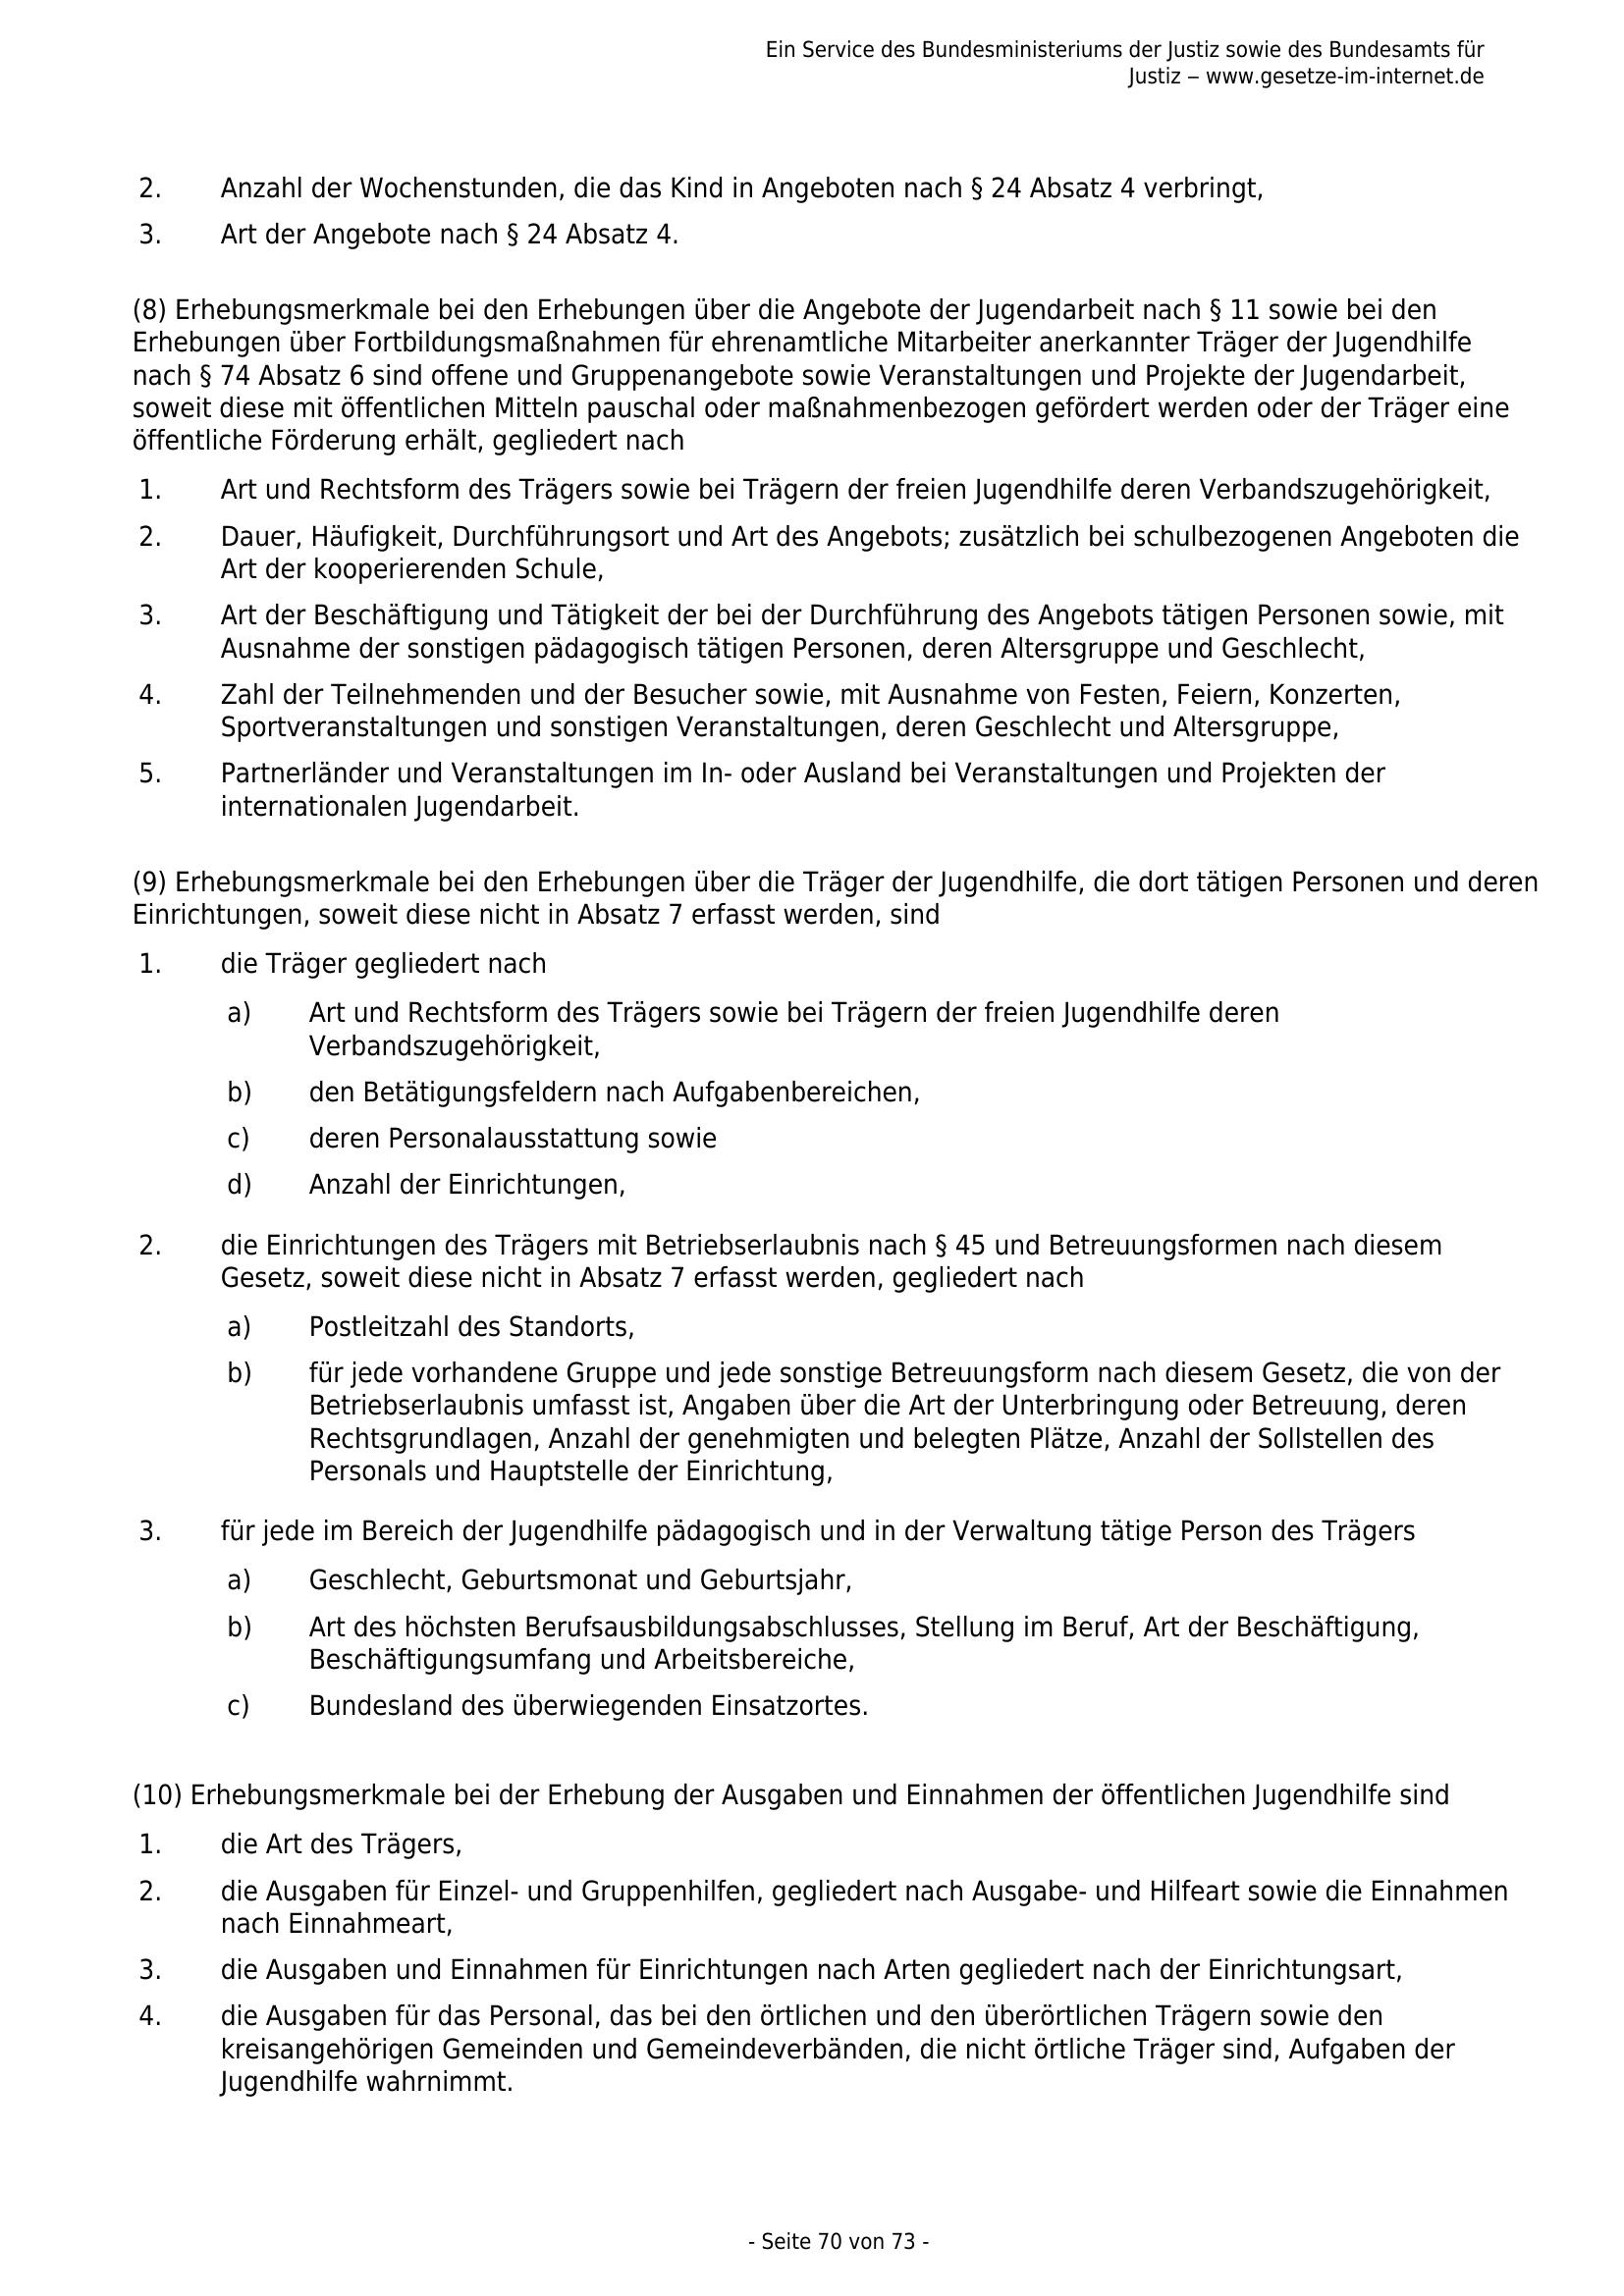 Ein Service des Bundesministeriums der Justiz sowie des Bundesamts für
Justiz – www.gesetze-im-internet.de
2. Anzahl der Wochenstunden, die das Kind in Angeboten nach § 24 Absatz 4 verbringt,
3. Art der Angebote nach § 24 Absatz 4.
(8) Erhebungsmerkmale bei den Erhebungen über die Angebote der Jugendarbeit nach § 11 sowie bei den
Erhebungen über Fortbildungsmaßnahmen für ehrenamtliche Mitarbeiter anerkannter Träger der Jugendhilfe
nach § 74 Absatz 6 sind offene und Gruppenangebote sowie Veranstaltungen und Projekte der Jugendarbeit,
soweit diese mit öffentlichen Mitteln pauschal oder maßnahmenbezogen gefördert werden oder der Träger eine
öffentliche Förderung erhält, gegliedert nach
1. Art und Rechtsform des Trägers sowie bei Trägern der freien Jugendhilfe deren Verbandszugehörigkeit,
2. Dauer, Häufigkeit, Durchführungsort und Art des Angebots; zusätzlich bei schulbezogenen Angeboten die
Art der kooperierenden Schule,
3. Art der Beschäftigung und Tätigkeit der bei der Durchführung des Angebots tätigen Personen sowie, mit
Ausnahme der sonstigen pädagogisch tätigen Personen, deren Altersgruppe und Geschlecht,
4. Zahl der Teilnehmenden und der Besucher sowie, mit Ausnahme von Festen, Feiern, Konzerten,
Sportveranstaltungen und sonstigen Veranstaltungen, deren Geschlecht und Altersgruppe,
5. Partnerländer und Veranstaltungen im In- oder Ausland bei Veranstaltungen und Projekten der
internationalen Jugendarbeit.
(9) Erhebungsmerkmale bei den Erhebungen über die Träger der Jugendhilfe, die dort tätigen Personen und deren
Einrichtungen, soweit diese nicht in Absatz 7 erfasst werden, sind
1. die Träger gegliedert nach
a) Art und Rechtsform des Trägers sowie bei Trägern der freien Jugendhilfe deren
Verbandszugehörigkeit,
b) den Betätigungsfeldern nach Aufgabenbereichen,
c) deren Personalausstattung sowie
d) Anzahl der Einrichtungen,
2. die Einrichtungen des Trägers mit Betriebserlaubnis nach § 45 und Betreuungsformen nach diesem
Gesetz, soweit diese nicht in Absatz 7 erfasst werden, gegliedert nach
a) Postleitzahl des Standorts,
b) für jede vorhandene Gruppe und jede sonstige Betreuungsform nach diesem Gesetz, die von der
Betriebserlaubnis umfasst ist, Angaben über die Art der Unterbringung oder Betreuung, deren
Rechtsgrundlagen, Anzahl der genehmigten und belegten Plätze, Anzahl der Sollstellen des
Personals und Hauptstelle der Einrichtung,
3. für jede im Bereich der Jugendhilfe pädagogisch und in der Verwaltung tätige Person des Trägers
a) Geschlecht, Geburtsmonat und Geburtsjahr,
b) Art des höchsten Berufsausbildungsabschlusses, Stellung im Beruf, Art der Beschäftigung,
Beschäftigungsumfang und Arbeitsbereiche,
c) Bundesland des überwiegenden Einsatzortes.
(10) Erhebungsmerkmale bei der Erhebung der Ausgaben und Einnahmen der öffentlichen Jugendhilfe sind
1. die Art des Trägers,
2. die Ausgaben für Einzel- und Gruppenhilfen, gegliedert nach Ausgabe- und Hilfeart sowie die Einnahmen
nach Einnahmeart,
3. die Ausgaben und Einnahmen für Einrichtungen nach Arten gegliedert nach der Einrichtungsart,
4. die Ausgaben für das Personal, das bei den örtlichen und den überörtlichen Trägern sowie den
kreisangehörigen Gemeinden und Gemeindeverbänden, die nicht örtliche Träger sind, Aufgaben der
Jugendhilfe wahrnimmt.
- Seite 70 von 73 -